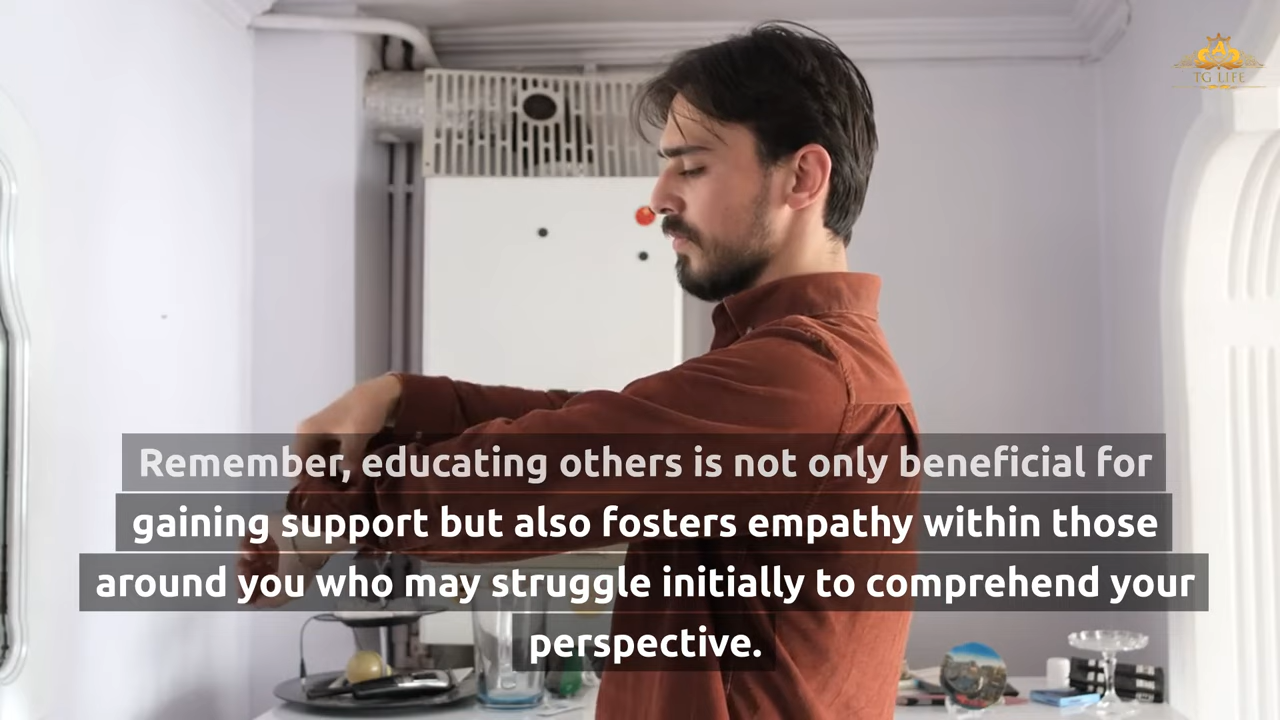 A
TG LIFE
Remember, educating others is not only beneficial for
gaining support but also fosters empathy within those
around you who may struggle initially to comprehend your
perspective.